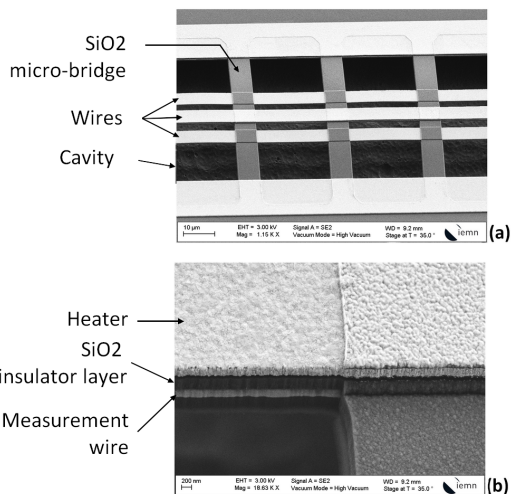 SiO2
micro-bridge
Wires
Cavity
10 µm
EHT = 3.00 kV
Mag = 1.15 K X
Signal A = SE2
Vacuum Mode = High Vacuum
WD = 9.2 mm
Stage at T = 35.0 °
iemn
(a)
Heater
SiO2
insulator layer
Measurement
wire
200 nm
EHT = 3.00 kV
Mag = 18.63 K X
Signal A = SE2
Vacuum Mode = High Vacuum
WD = 9.2 mm
Stage at T = 35.0 °
iemn
(b)